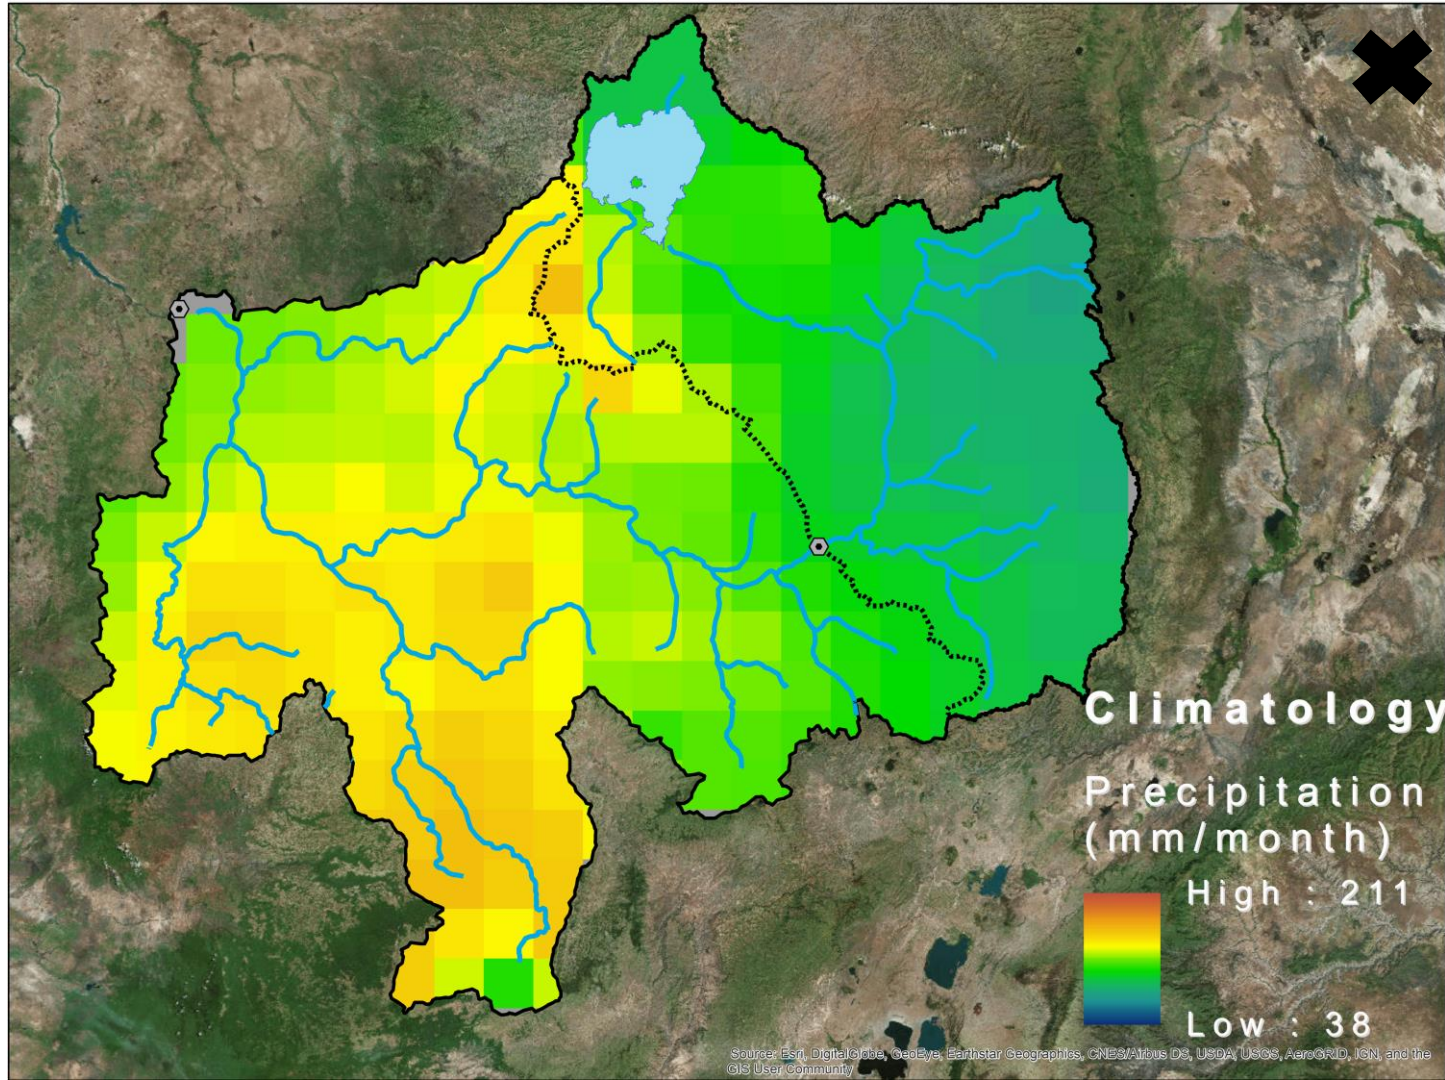 Climatology
Precipitation
(mm/month)
High : 211
Low : 38
Source: Esri, DigitalGlobe, GeoEye, Earthstar Geographics, CNES/Airbus DS, USDA, USGS, AeroGRID, IGN, and the
GIS User Community